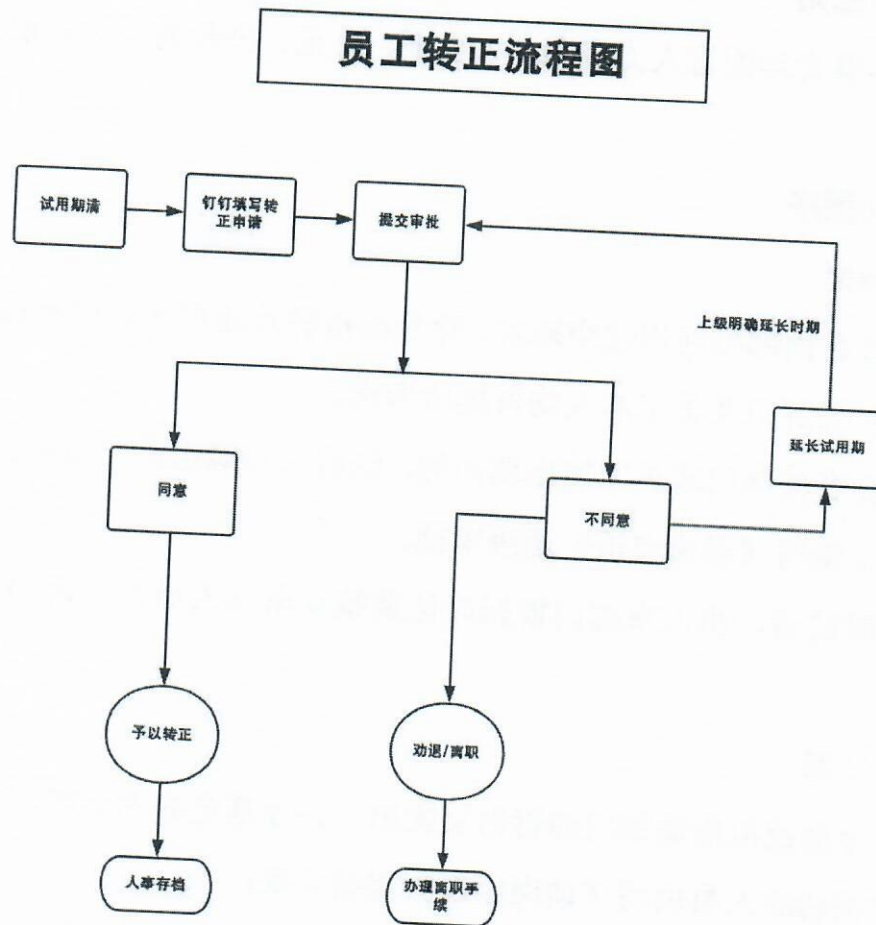 员工转正流程图
试用期满
钉钉填写转
正申请
提交审批
上级明确延长时期
延长试用期
同意
不同意
予以转正
劝退/离职
人事存档
办理离职手
续